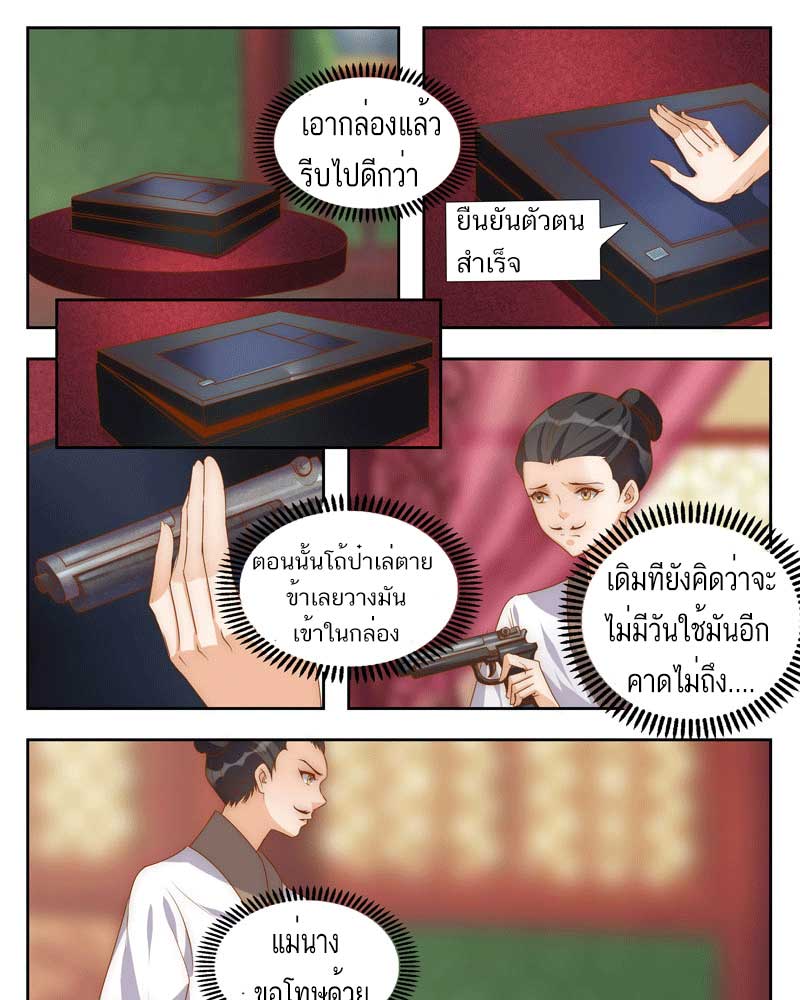 เอากล่องแล้ว
รีบไปดีกว่า
ยืนยันตัวตน
สำเร็จ
ตอนนั้นโถ้ป๋าเล่ตาย
ข้าเลยวางมัน
เข้าในกล่อง
เดิมทียังคิดว่าจะ
ไม่มีวันใช้มันอีก
คาดไม่ถึง....
แม่นาง
ขอโทษด้วย